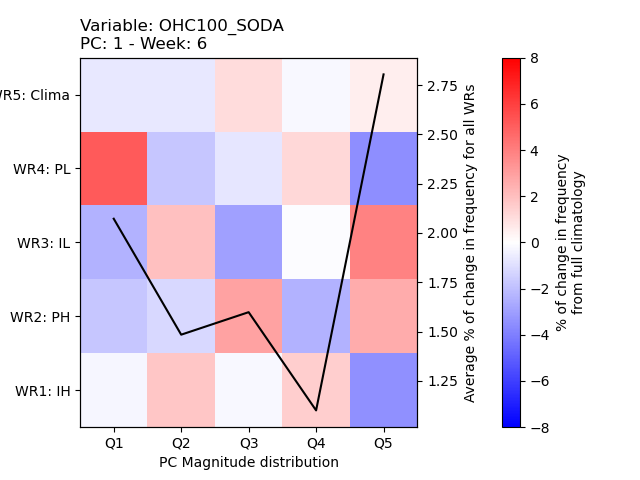 Variable: OHC100_SODA
PC: 1 - Week: 6
WR5: Clima
WR4: PL
WR3: IL
WR2: PH
WR1: IH
Q1 Q2 Q3 Q4 Q5
PC Magnitude distribution
2.75
2.50
2.25
2.00
1.75
1.50
1.25
Average % of change in frequency for all WRs
8
6
4
2
0
−2
−4
−6
−8
% of change in frequency
from full climatology